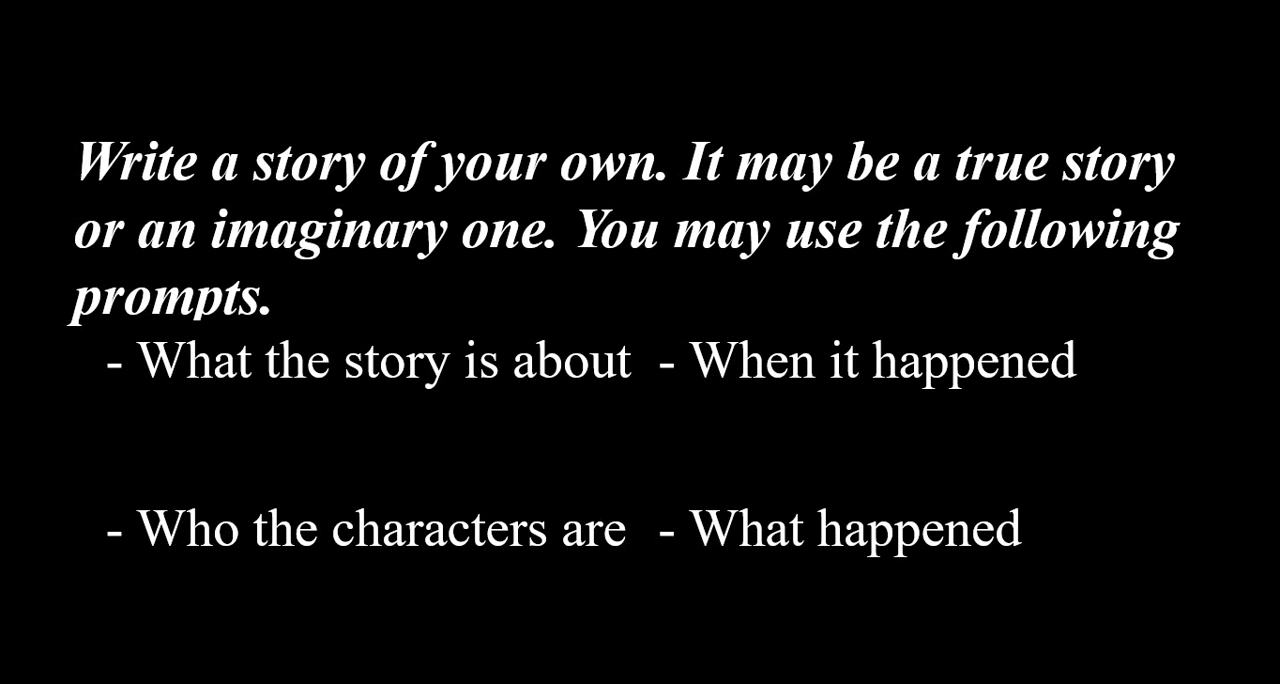 Write a story of your own. It may be a true story
or an imaginary one. You may use the following
prompts.
- What the story is about - When it happened
- Who the characters are - What happened